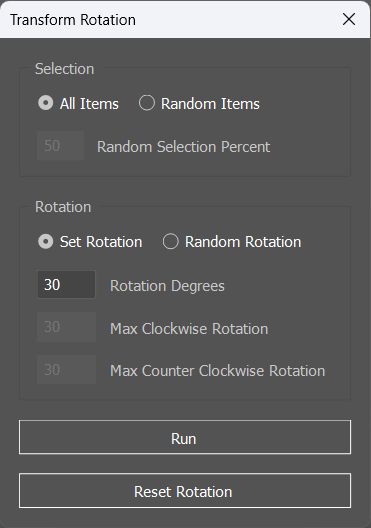 Transform Rotation
Selection
All Items Random Items
50 Random Selection Percent
Rotation
Set Rotation Random Rotation
30 Rotation Degrees
30 Max Clockwise Rotation
30 Max Counter Clockwise Rotation
Run
Reset Rotation